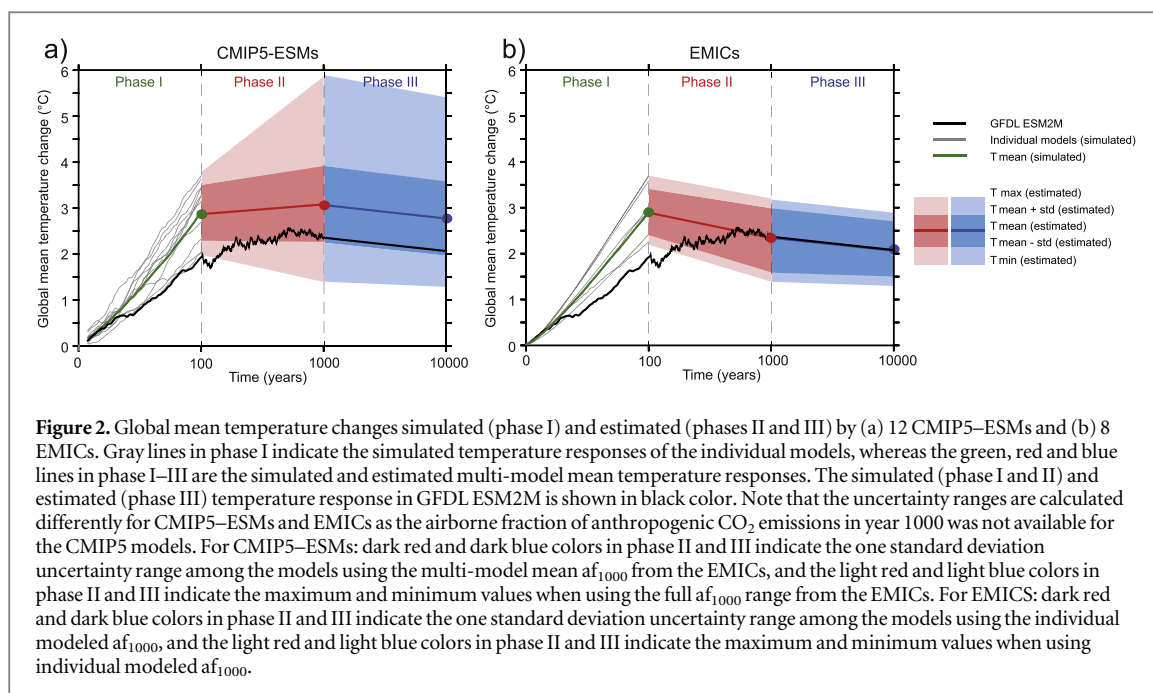 a)
CMIP5-ESMs
Phase I
Phase II
Phase III
Global mean temperature change (°C)
6
5
4
3
2
1
0
0
100
1000
10000
Time (years)
b)
EMICs
Phase I
Phase II
Phase III
Global mean temperature change (°C)
6
5
4
3
2
1
0
0
100
1000
10000
Time (years)
GFDL ESM2M
Individual models (simulated)
T mean (simulated)
T max (estimated)
T mean + std (estimated)
T mean (estimated)
T mean - std (estimated)
T min (estimated)
Figure 2. Global mean temperature changes simulated (phase I) and estimated (phases II and III) by (a) 12 CMIP5–ESMs and (b) 8
EMICs. Gray lines in phase I indicate the simulated temperature responses of the individual models, whereas the green, red and blue
lines in phase I–III are the simulated and estimated multi-model mean temperature responses. The simulated (phase I and II) and
estimated (phase III) temperature response in GFDL ESM2M is shown in black color. Note that the uncertainty ranges are calculated
differently for CMIP5–ESMs and EMICs as the airborne fraction of anthropogenic CO₂ emissions in year 1000 was not available for
the CMIP5 models. For CMIP5–ESMs: dark red and dark blue colors in phase II and III indicate the one standard deviation
uncertainty range among the models using the multi-model mean af₁₀₀₀ from the EMICs, and the light red and light blue colors in
phase II and III indicate the maximum and minimum values when using the full af₁₀₀₀ range from the EMICs. For EMICS: dark red
and dark blue colors in phase II and III indicate the one standard deviation uncertainty range among the models using the individual
modeled af₁₀₀₀, and the light red and light blue colors in phase II and III indicate the maximum and minimum values when using
individual modeled af₁₀₀₀.